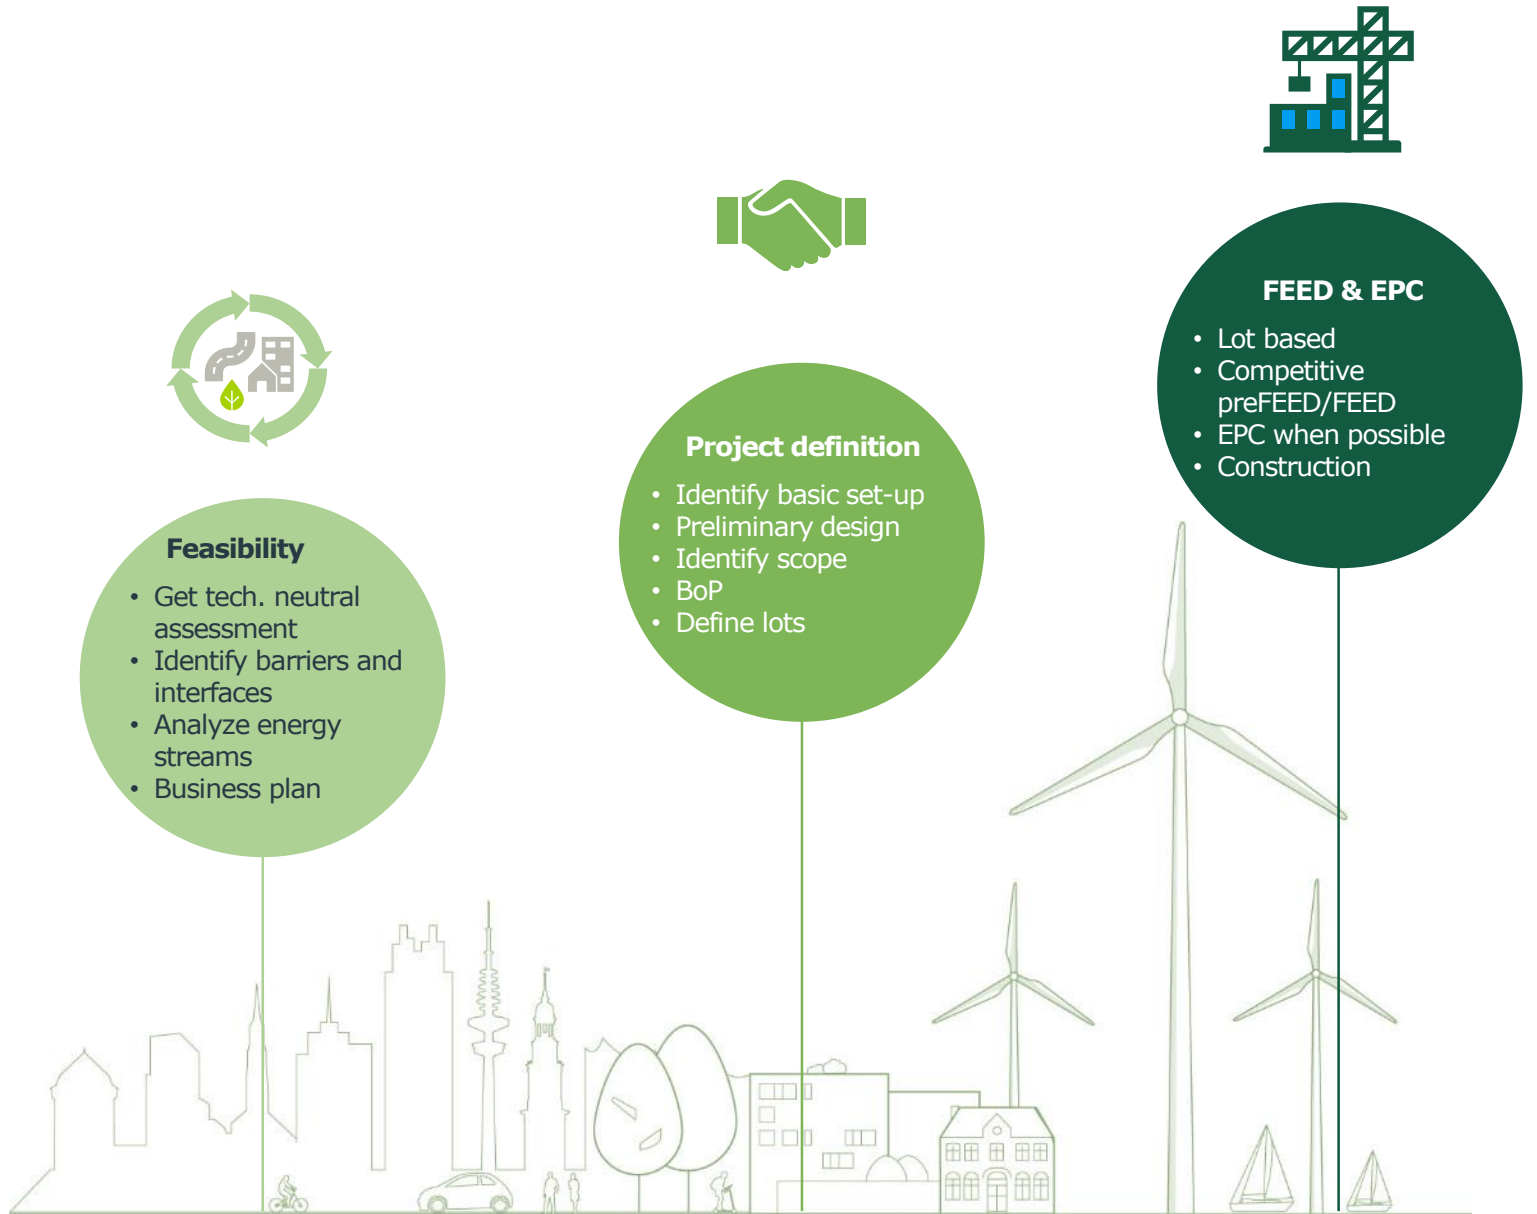 Feasibility
• Get tech. neutral
assessment
• Identify barriers and
interfaces
• Analyze energy
streams
• Business plan
Project definition
• Identify basic set-up
• Preliminary design
• Identify scope
• BoP
• Define lots
FEED & EPC
• Lot based
• Competitive
preFEED/FEED
• EPC when possible
• Construction